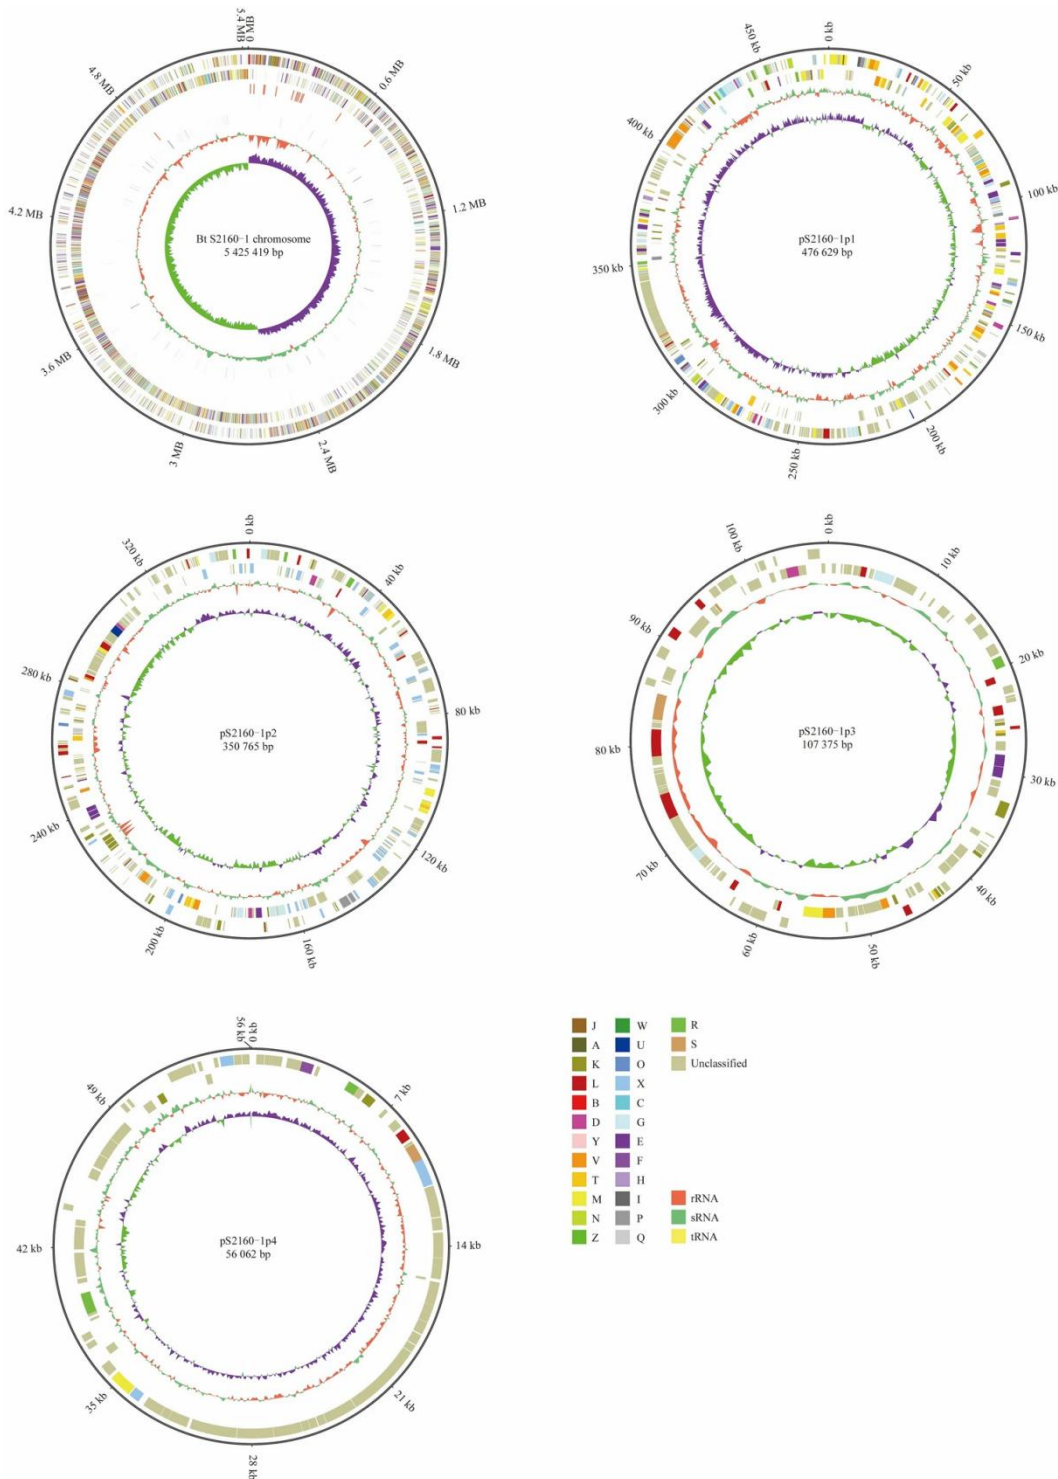 5.4 MB
0 MB
0.6 MB
1.2 MB
1.8 MB
2.4 MB
3 MB
3.6 MB
4.2 MB
4.8 MB
Bt S2160-1 chromosome
5 425 419 bp
0 kb
50 kb
100 kb
150 kb
200 kb
250 kb
300 kb
350 kb
400 kb
450 kb
pS2160-1p1
476 629 bp
0 kb
40 kb
80 kb
120 kb
160 kb
200 kb
240 kb
280 kb
320 kb
pS2160-1p2
350 765 bp
0 kb
10 kb
20 kb
30 kb
40 kb
50 kb
60 kb
70 kb
80 kb
90 kb
100 kb
pS2160-1p3
107 375 bp
56 kb
0 kb
7 kb
14 kb
21 kb
28 kb
35 kb
42 kb
49 kb
pS2160-1p4
56 062 bp
J
A
K
L
B
D
Y
V
T
M
N
Z
W
U
O
X
C
G
E
F
H
I
P
Q
R
S
Unclassified
rRNA
sRNA
tRNA